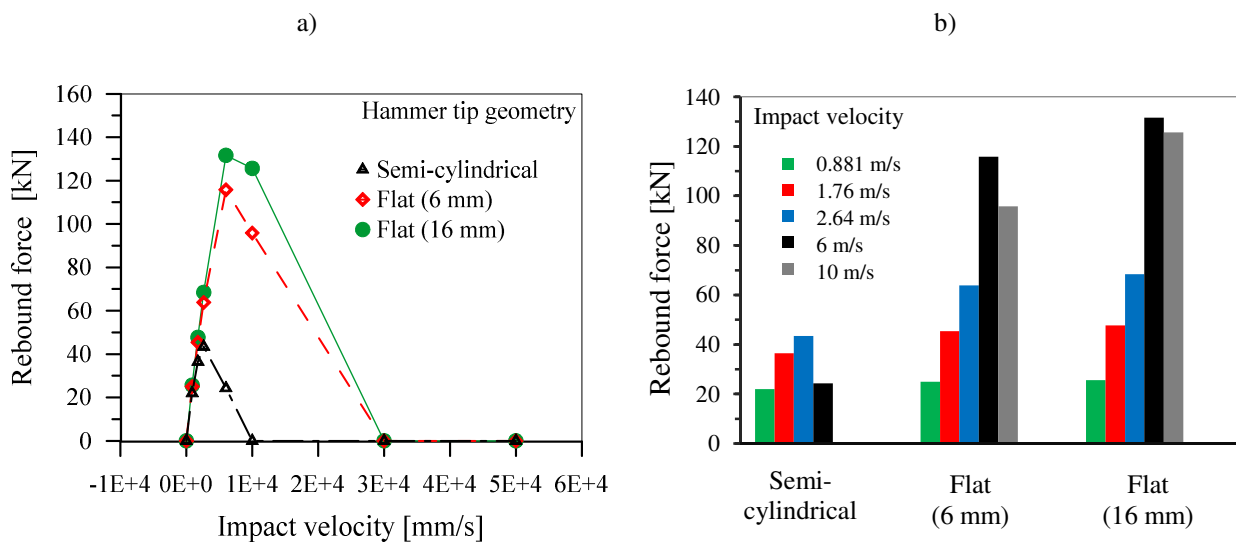 a)
160
140
120
100
80
60
40
20
0
Rebound force [kN]
Hammer tip geometry
Semi-cylindrical
Flat (6 mm)
Flat (16 mm)
-1E+4 0E+0 1E+4 2E+4 3E+4 4E+4 5E+4 6E+4
Impact velocity [mm/s]
b)
140
120
100
80
60
40
20
0
Rebound force [kN]
Impact velocity
0.881 m/s
1.76 m/s
2.64 m/s
6 m/s
10 m/s
Semi-
cylindrical
Flat
(6 mm)
Flat
(16 mm)